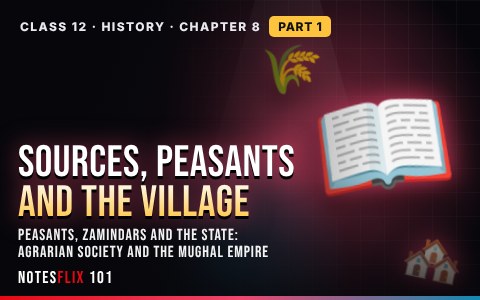 CLASS 12 · HISTORY · CHAPTER 8 PART 1
SOURCES, PEASANTS
AND THE VILLAGE
PEASANTS, ZAMINDARS AND THE STATE:
AGRARIAN SOCIETY AND THE MUGHAL EMPIRE
NOTESFLIX 101